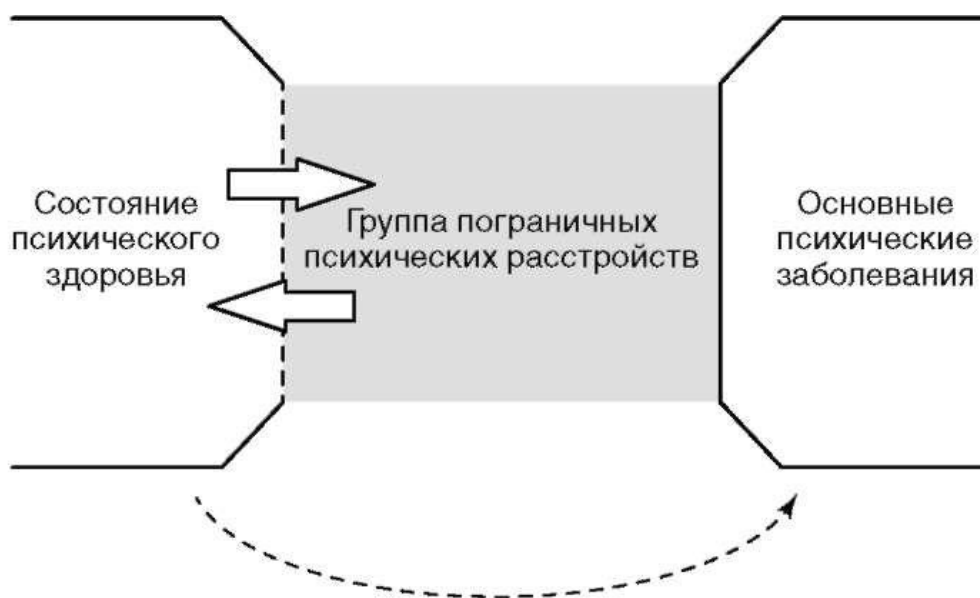 Состояние
психического
здоровья
Группа пограничных
психических расстройств
Основные
психические
заболевания